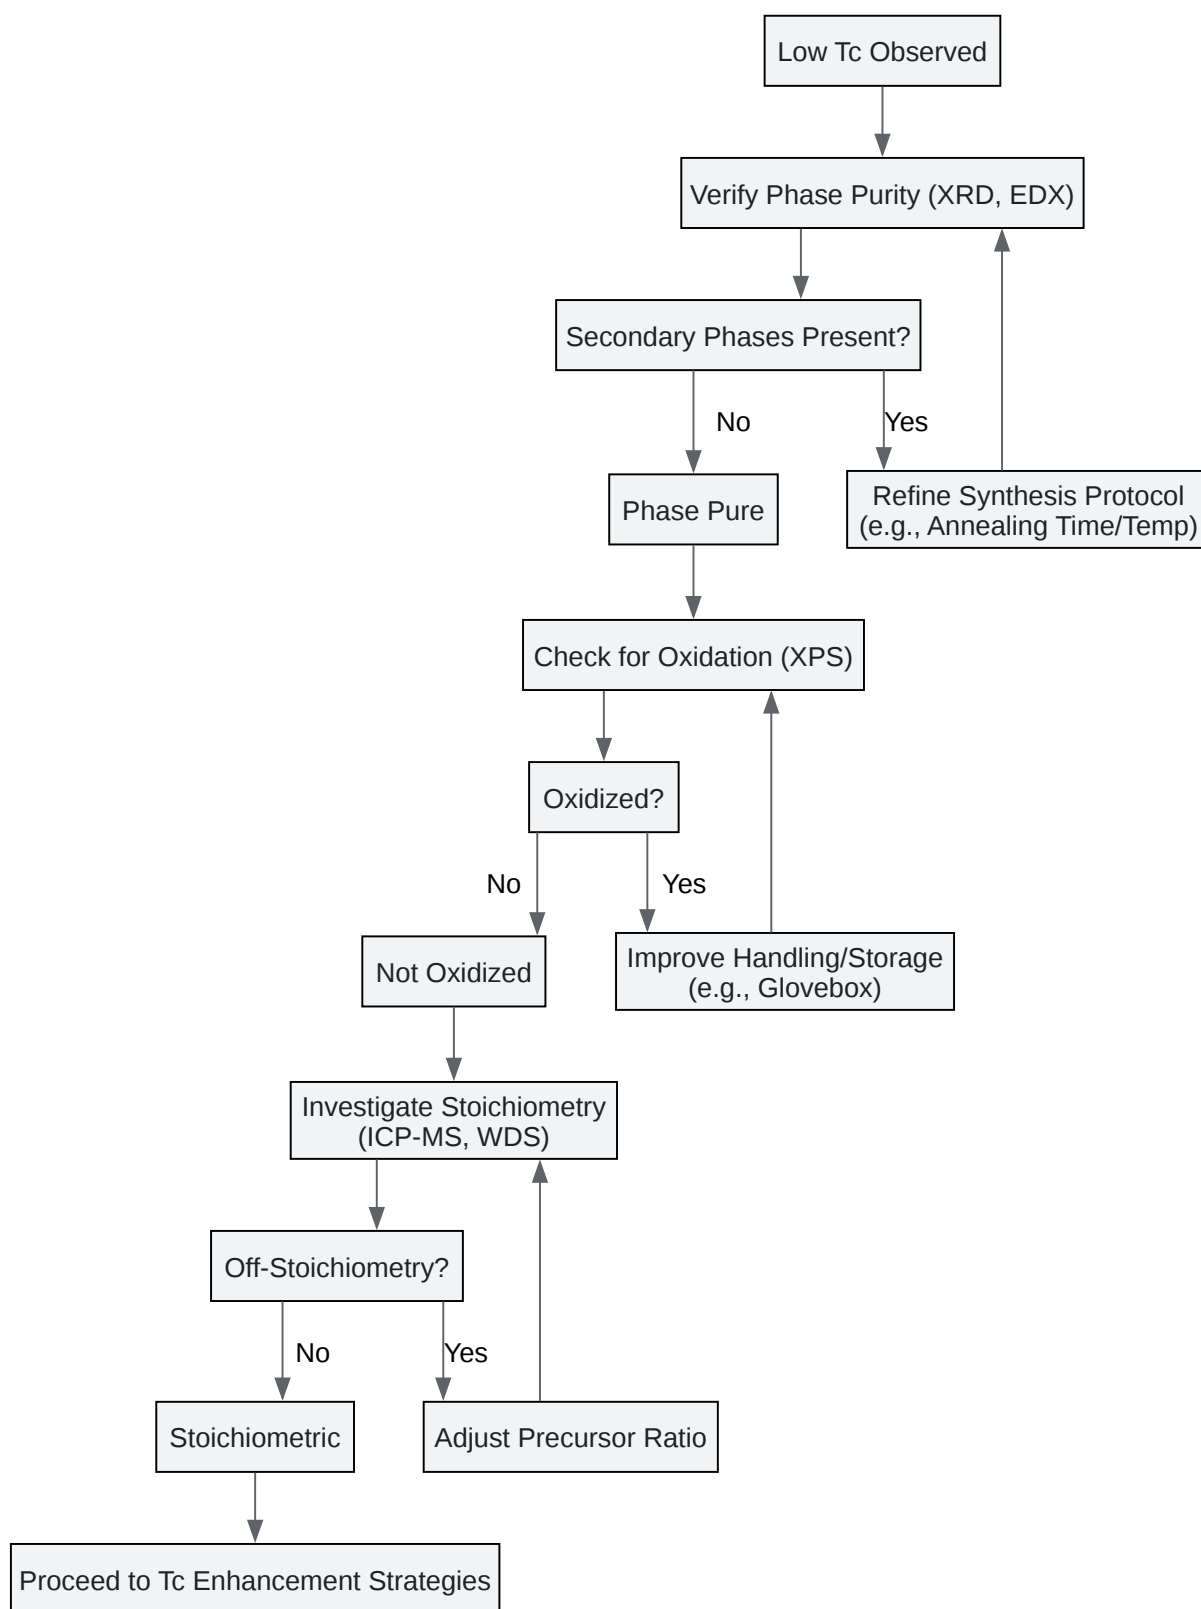 Low Tc Observed
Verify Phase Purity (XRD, EDX)
Secondary Phases Present?
No
Yes
Phase Pure
Refine Synthesis Protocol
(e.g., Annealing Time/Temp)
Check for Oxidation (XPS)
Oxidized?
No
Yes
Not Oxidized
Improve Handling/Storage
(e.g., Glovebox)
Investigate Stoichiometry
(ICP-MS, WDS)
Off-Stoichiometry?
No
Yes
Stoichiometric
Adjust Precursor Ratio
Proceed to Tc Enhancement Strategies